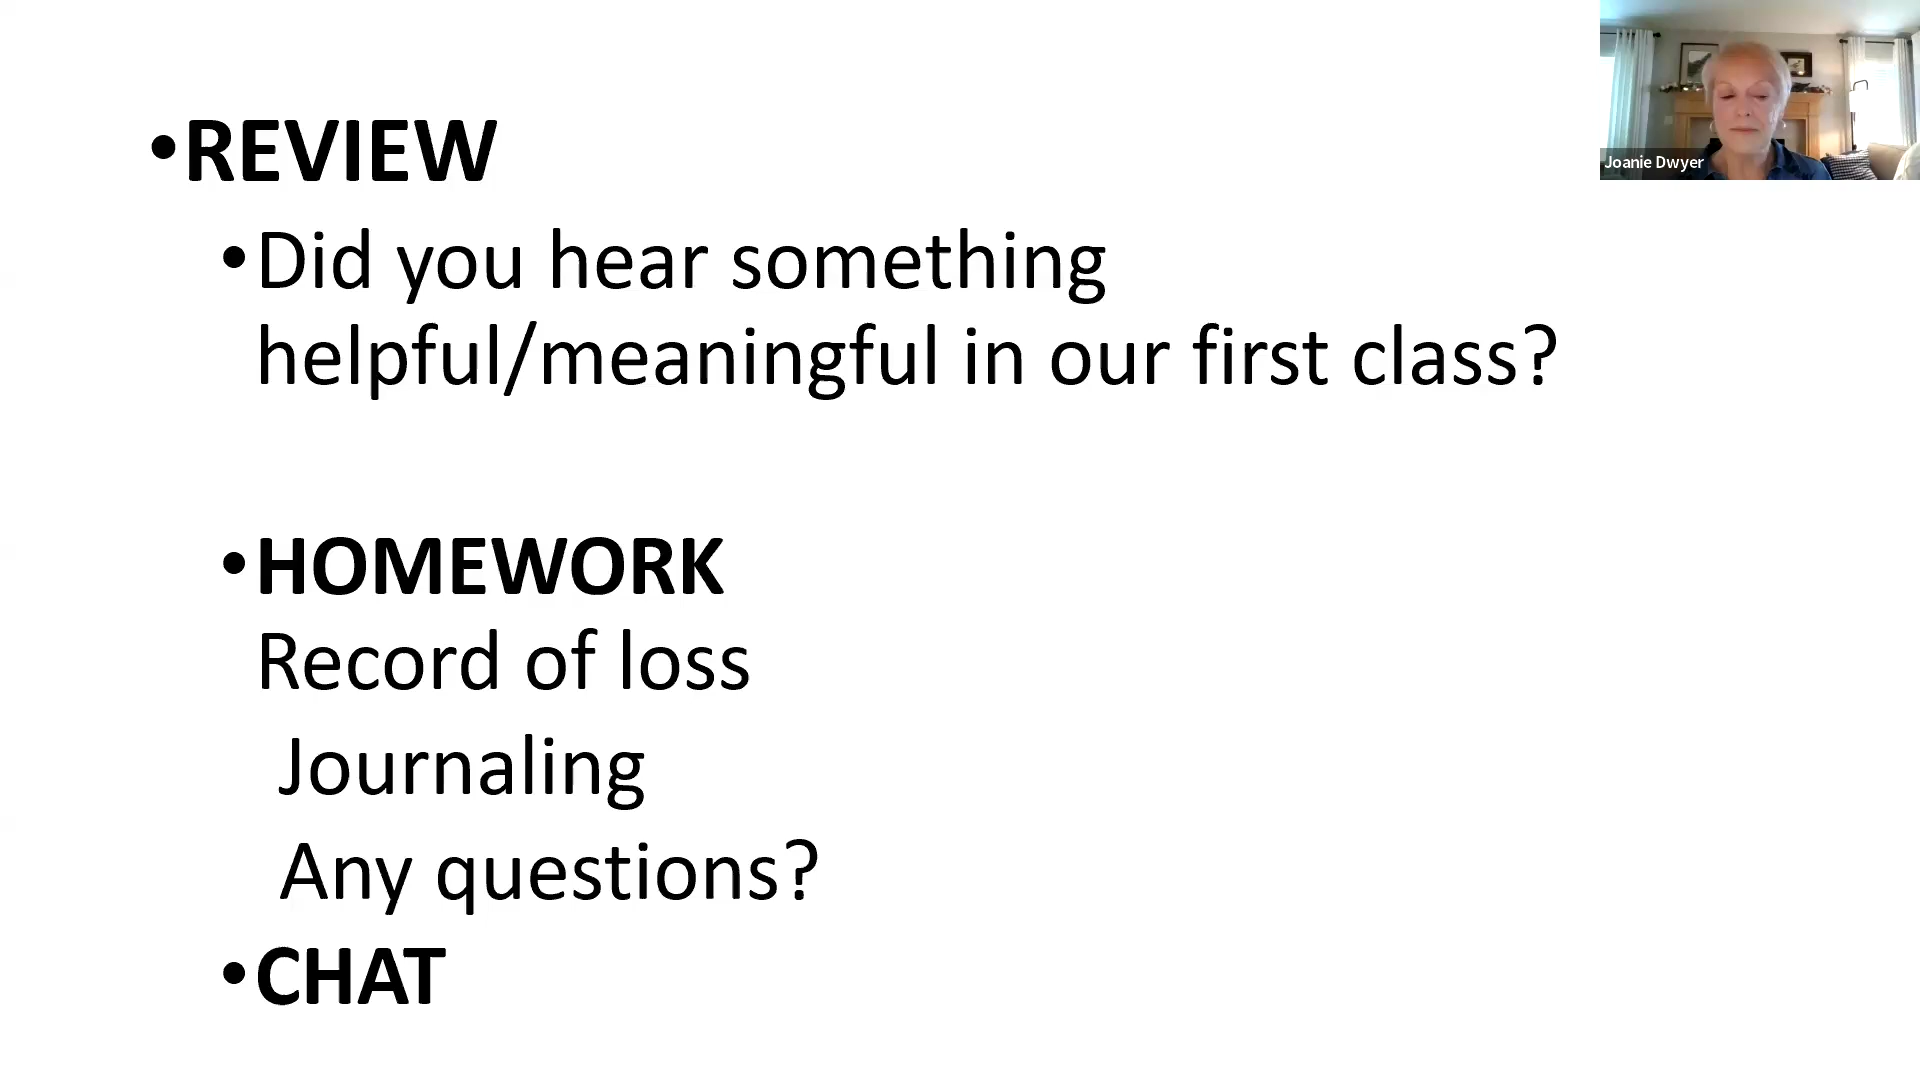 •REVIEW
•Did you hear something
helpful/meaningful in our first class?
•HOMEWORK
Record of loss
Journaling
Any questions?
•CHAT
Joanie Dwyer